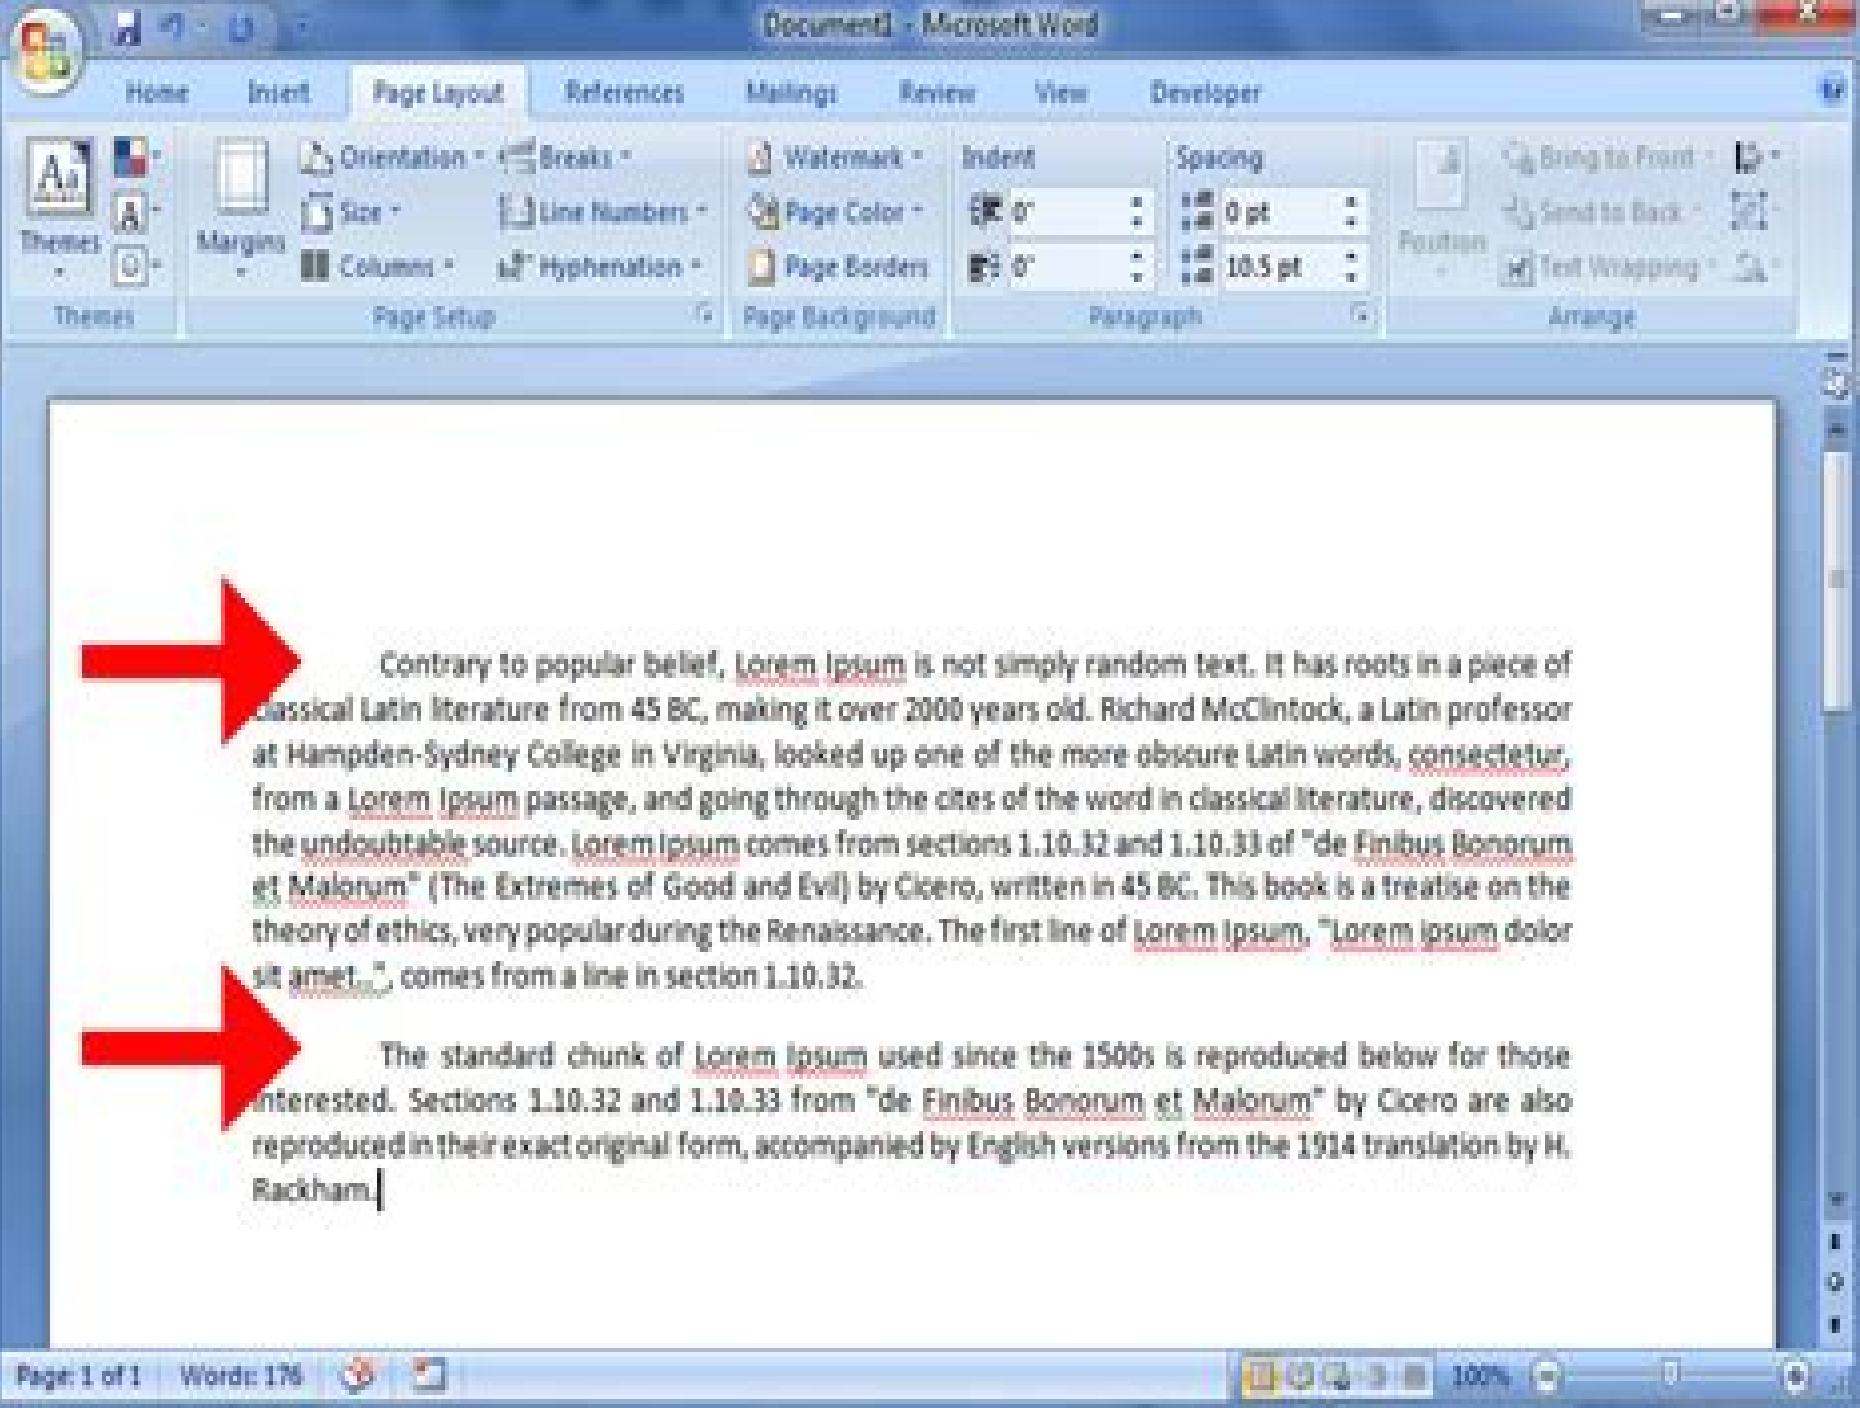 Document1 - Microsoft Word
Home Insert Page Layout References Mailings Review View Developer
Aa Orientation Breaks Watermark Indent Spacing Bring to Front
A Size Line Numbers Page Color 0" 0 pt Send to Back
Themes Margins Columns Hyphenation Page Borders 0" 10.5 pt Position Text Wrapping
Themes Page Setup Page Background Paragraph Arrange
Contrary to popular belief, Lorem Ipsum is not simply random text. It has roots in a piece of
classical Latin literature from 45 BC, making it over 2000 years old. Richard McClintock, a Latin professor
at Hampden-Sydney College in Virginia, looked up one of the more obscure Latin words, consectetur,
from a Lorem Ipsum passage, and going through the cites of the word in classical literature, discovered
the undoubtable source. Lorem Ipsum comes from sections 1.10.32 and 1.10.33 of "de Finibus Bonorum
et Malorum" (The Extremes of Good and Evil) by Cicero, written in 45 BC. This book is a treatise on the
theory of ethics, very popular during the Renaissance. The first line of Lorem Ipsum, "Lorem ipsum dolor
sit amet..", comes from a line in section 1.10.32.
The standard chunk of Lorem Ipsum used since the 1500s is reproduced below for those
interested. Sections 1.10.32 and 1.10.33 from "de Finibus Bonorum et Malorum" by Cicero are also
reproduced in their exact original form, accompanied by English versions from the 1914 translation by H.
Rackham.
Page: 1 of 1 Words: 176 100%